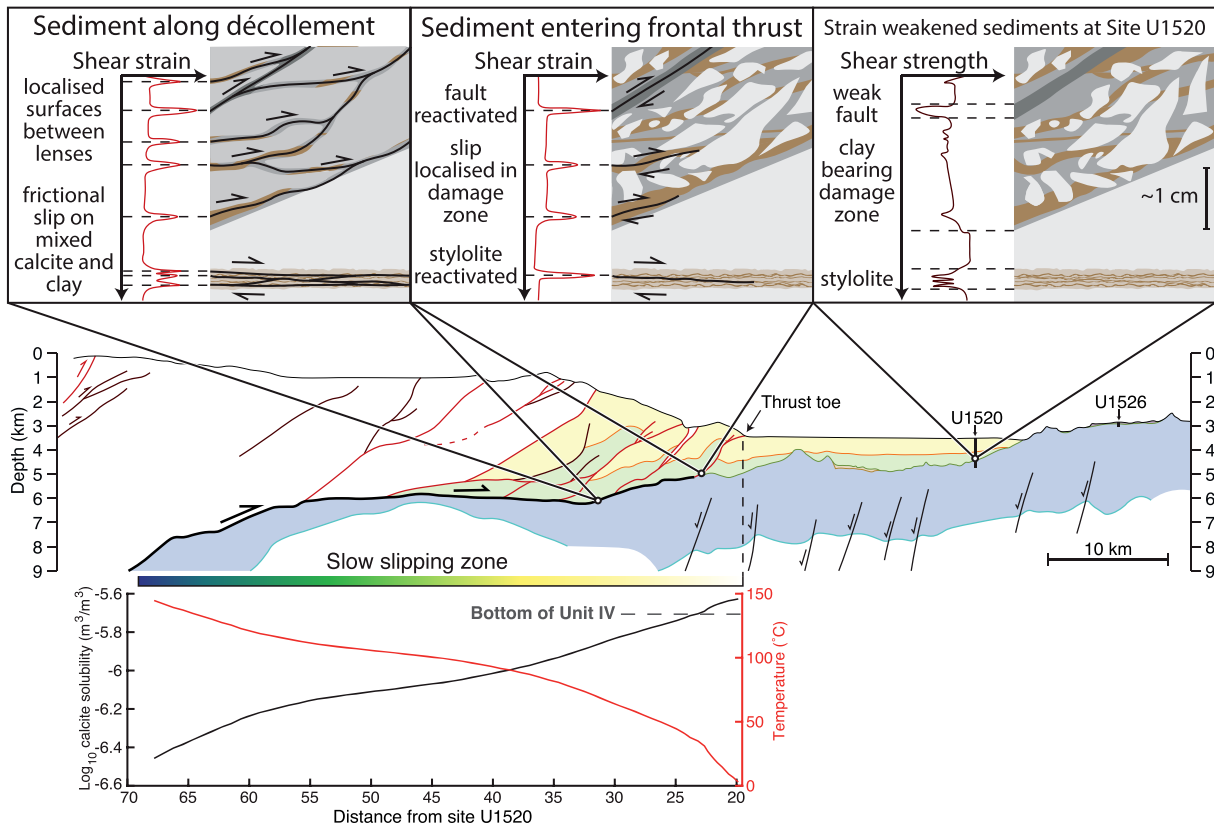 Sediment along décollement
Shear strain
localised
surfaces
between
lenses
frictional
slip on
mixed
calcite and
clay
Sediment entering frontal thrust
Shear strain
fault
reactivated
slip
localised in
damage
zone
stylolite
reactivated
Strain weakened sediments at Site U1520
Shear strength
weak
fault
clay
bearing
damage
zone
stylolite
~1 cm
Depth (km)
0
1
2
3
4
5
6
7
8
9
Thrust toe
U1520
U1526
0
1
2
3
4
5
6
7
8
9
10 km
Slow slipping zone
Log10 calcite solubility (m³/m³)
-5.6
-5.8
-6
-6.2
-6.4
-6.6
Bottom of Unit IV
150
100
50
0
Temperature (°C)
70 65 60 55 50 45 40 35 30 25 20
Distance from site U1520